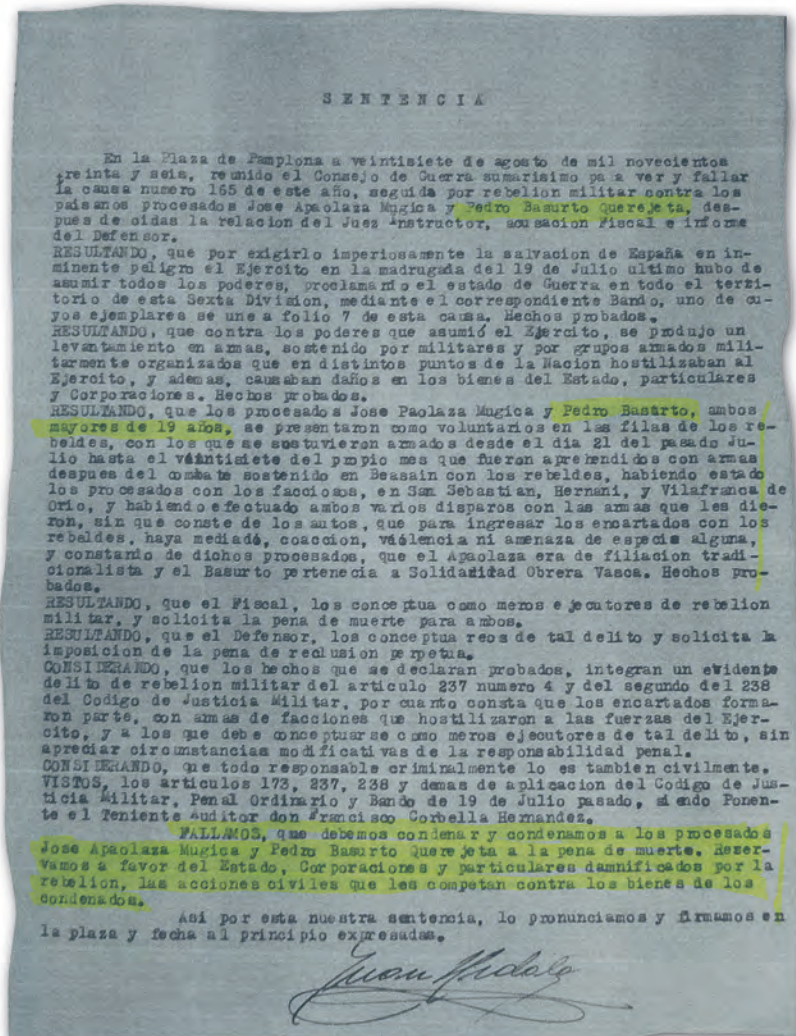 SENTENCIA
En la Plaza de Pamplona a veintisiete de agosto de mil novecientos
treinta y seis, reunido el Consejo de Guerra sumarisimo pa a ver y fallar
la causa numero 165 de este año, seguida por rebelion militar contra los
paisanos procesados Jose Apaolaza Mugica y Pedro Basurto Querejeta, des-
pues de oidas la relacion del Juez Instructor, acusacion Fiscal e informe
del Defensor.
RESULTANDO, que por exigirlo imperiosamente la salvacion de España en in-
minente peligro el Ejercito en la madrugada del 19 de Julio ultimo hubo de
asumir todos los poderes, proclamando el estado de Guerra en todo el terri-
torio de esta Sexta Division, mediante el correspondiente Bando, uno de cu-
yos ejemplares se une a folio 7 de esta causa. Hechos probados.
RESULTANDO, que contra los poderes que asumió el Ejercito, se produjo un
levantamiento en armas, sostenido por militares y por grupos armados mili-
tarmente organizados que en distintos puntos de la Nacion hostilizaban al
Ejercito, y ademas, causaban daños en los bienes del Estado, particulares
y Corporaciones. Hechos probados.
RESULTANDO, que los procesados Jose Paolaza Mugica y Pedro Basurto, ambos
mayores de 19 años, se presentaron como voluntarios en las filas de los re-
beldes, con los que se sostuvieron armados desde el dia 21 del pasado Ju-
lio hasta el veintisiete del propio mes que fueron aprehendidos con armas
despues del combate sostenido en Beasain con los rebeldes, habiendo estado
los procesados con los facciosos, en San Sebastian, Hernani, y Vilafranca de
Orio, y habiendo efectuado ambos varios disparos con las armas que les die-
ron, sin que conste de los autos, que para ingresar los encartados con los
rebaldes, haya mediadá, coaccion, violencia ni amenaza de especie alguna,
y constando de dichos procesados, que el Apaolaza era de filiacion tradi-
cionalista y el Basurto pertenecia a Solidaridad Obrera Vasca. Hechos pro-
bados.
RESULTANDO, que el Fiscal, los conceptua como meros ejecutores de rebelion
militar, y solicita la pena de muerte para ambos.
RESULTANDO, que el Defensor, los conceptua reos de tal delito y solicita la
imposicion de la pena de reclusion perpetua.
CONSIDERANDO, que los hechos que se declaran probados, integran un evidente
delito de rebelion militar del articulo 237 numero 4 y del segundo del 238
del Codigo de Justicia Militar, por cuanto consta que los encartados forma-
ron parte, con armas de facciones que hostilizaron a las fuerzas del Ejer-
cito, y a los que debe conceptuarse como meros ejecutores de tal delito, sin
apreciar circunstancias modificativas de la responsabilidad penal.
CONSIDERANDO, que todo responsable criminalmente lo es tambien civilmente.
VISTOS, los articulos 173, 237, 238 y demas de aplicacion del Codigo de Jus-
ticia Militar, Penal Ordinario y Bando de 19 de Julio pasado, siendo Ponen-
te el Teniente Auditor don Francisco Corbella Hernandez.
FALLAMOS, que debemos condenar y condenamos a los procesados
Jose Apaolaza Mugica y Pedro Basurto Querejeta a la pena de muerte. Reser-
vamos a favor del Estado, Corporaciones y particulares damnificados por la
rebelion, las acciones civiles que les competan contra los bienes de los
condenados.
Asi por esta nuestra sentencia, lo pronunciamos y firmamos en
la plaza y fecha al principio expresadas.
Juan